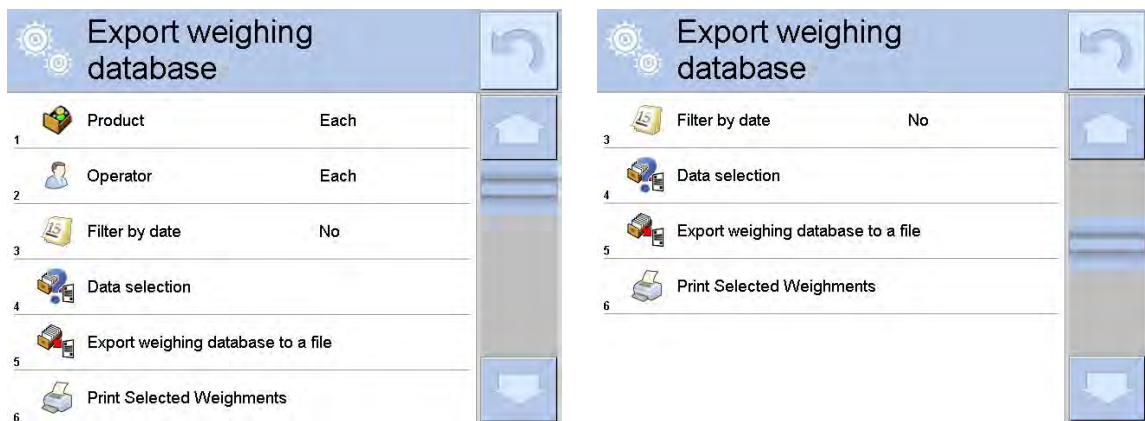 Export weighing
database
1 Product Each
2 Operator Each
15
3 Filter by date No
4 Data selection
5 Export weighing database to a file
6 Print Selected Weighments
Export weighing
database
15
3 Filter by date No
4 Data selection
5 Export weighing database to a file
6 Print Selected Weighments